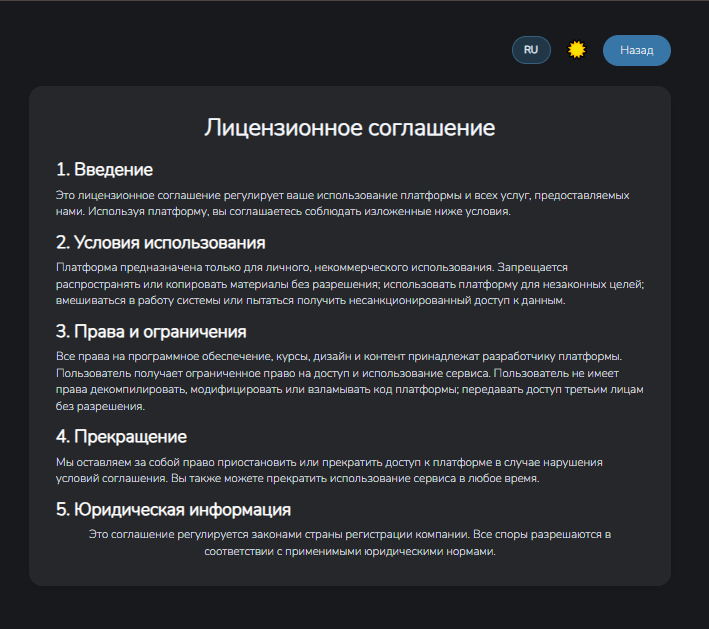 RU
Назад
Лицензионное соглашение
1. Введение
Это лицензионное соглашение регулирует ваше использование платформы и всех услуг, предоставляемых
нами. Используя платформу, вы соглашаетесь соблюдать изложенные ниже условия.
2. Условия использования
Платформа предназначена только для личного, некоммерческого использования. Запрещается
распространять или копировать материалы без разрешения; использовать платформу для незаконных целей;
вмешиваться в работу системы или пытаться получить несанкционированный доступ к данным.
3. Права и ограничения
Все права на программное обеспечение, курсы, дизайн и контент принадлежат разработчику платформы.
Пользователь получает ограниченное право на доступ и использование сервиса. Пользователь не имеет
права декомпилировать, модифицировать или взламывать код платформы; передавать доступ третьим лицам
без разрешения.
4. Прекращение
Мы оставляем за собой право приостановить или прекратить доступ к платформе в случае нарушения
условий соглашения. Вы также можете прекратить использование сервиса в любое время.
5. Юридическая информация
Это соглашение регулируется законами страны регистрации компании. Все споры разрешаются в
соответствии с применимыми юридическими нормами.